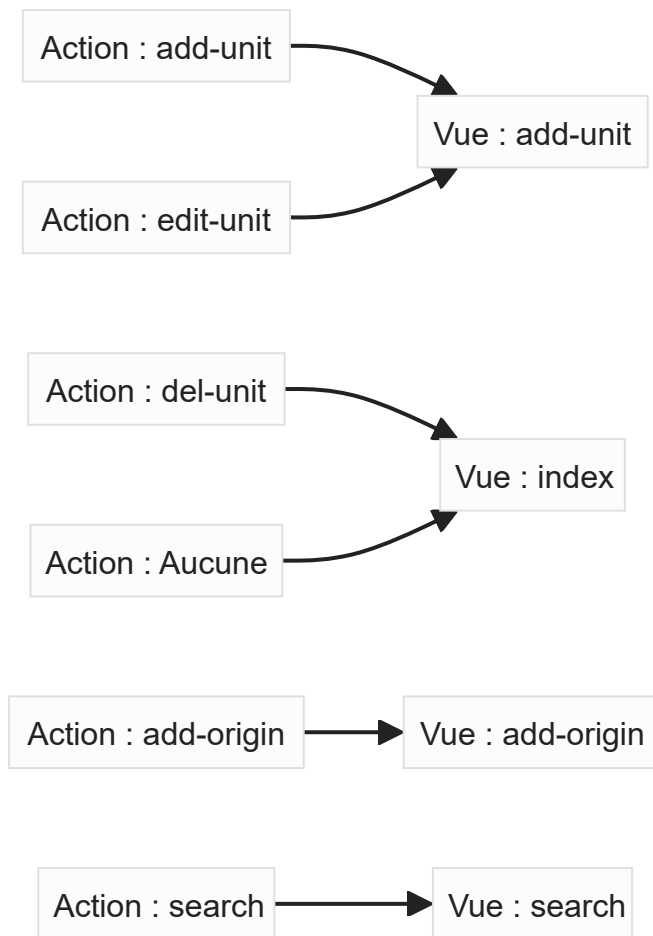 Action : add-unit
Vue : add-unit
Action : edit-unit
Action : del-unit
Vue : index
Action : Aucune
Action : add-origin
Vue : add-origin
Action : search
Vue : search